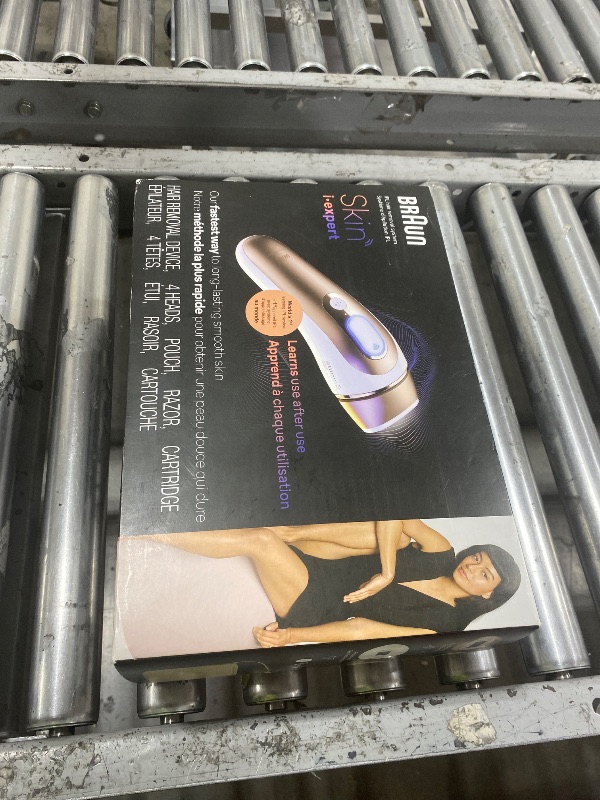 BRAUN
Skin
i·expert
Learns use after use
Apprend à chaque utilisation
Our fastest way to long-lasting smooth skin
Notre méthode la plus rapide pour obtenir une peau douce qui dure
HAIR REMOVAL DEVICE, 4 HEADS, POUCH, RAZOR, CARTRIDGE
ÉPILATEUR, 4 TÊTES, ÉTUI, RASOIR, CARTOUCHE